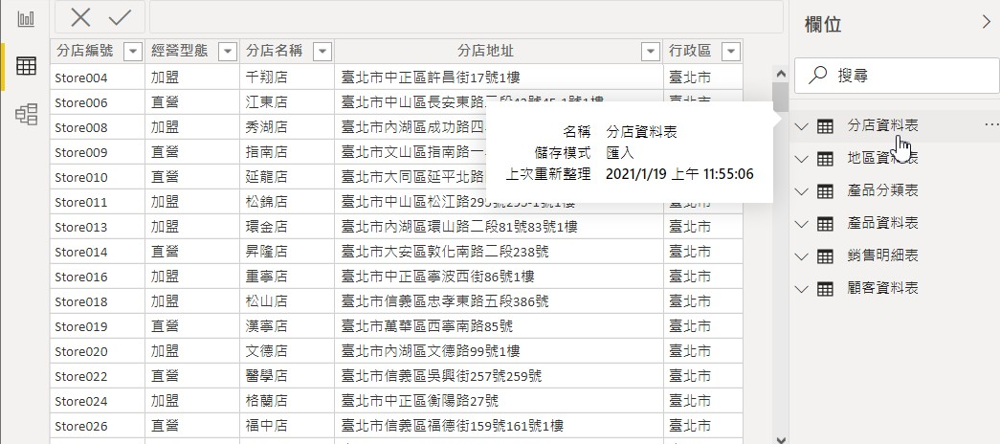 分店編號 經營型態 分店名稱 分店地址 行政區
Store004 加盟 千翔店 臺北市中正區許昌街17號1樓 臺北市
Store006 直營 江東店 臺北市中山區長安東路二段43號45-1號1樓 臺北市
Store008 加盟 秀湖店 臺北市內湖區成功路四
Store009 直營 指南店 臺北市文山區指南路一
Store010 直營 延龍店 臺北市大同區延平北路
Store011 加盟 松錦店 臺北市中山區松江路293號295-1號1樓 臺北市
Store013 加盟 環金店 臺北市內湖區環山路二段81號83號1樓 臺北市
Store014 直營 昇隆店 臺北市大安區敦化南路二段238號 臺北市
Store016 加盟 重寧店 臺北市中正區寧波西街86號1樓 臺北市
Store018 加盟 松山店 臺北市信義區忠孝東路五段386號 臺北市
Store019 直營 漢寧店 臺北市萬華區西寧南路85號 臺北市
Store020 加盟 文德店 臺北市內湖區文德路99號1樓 臺北市
Store022 直營 醫學店 臺北市信義區吳興街257號259號 臺北市
Store024 加盟 格蘭店 臺北市中正區衡陽路27號 臺北市
Store026 直營 福中店 臺北市信義區福德街159號161號1樓 臺北市
名稱 分店資料表
儲存模式 匯入
上次重新整理 2021/1/19 上午 11:55:06
欄位
搜尋
分店資料表
地區資料表
產品分類表
產品資料表
銷售明細表
顧客資料表